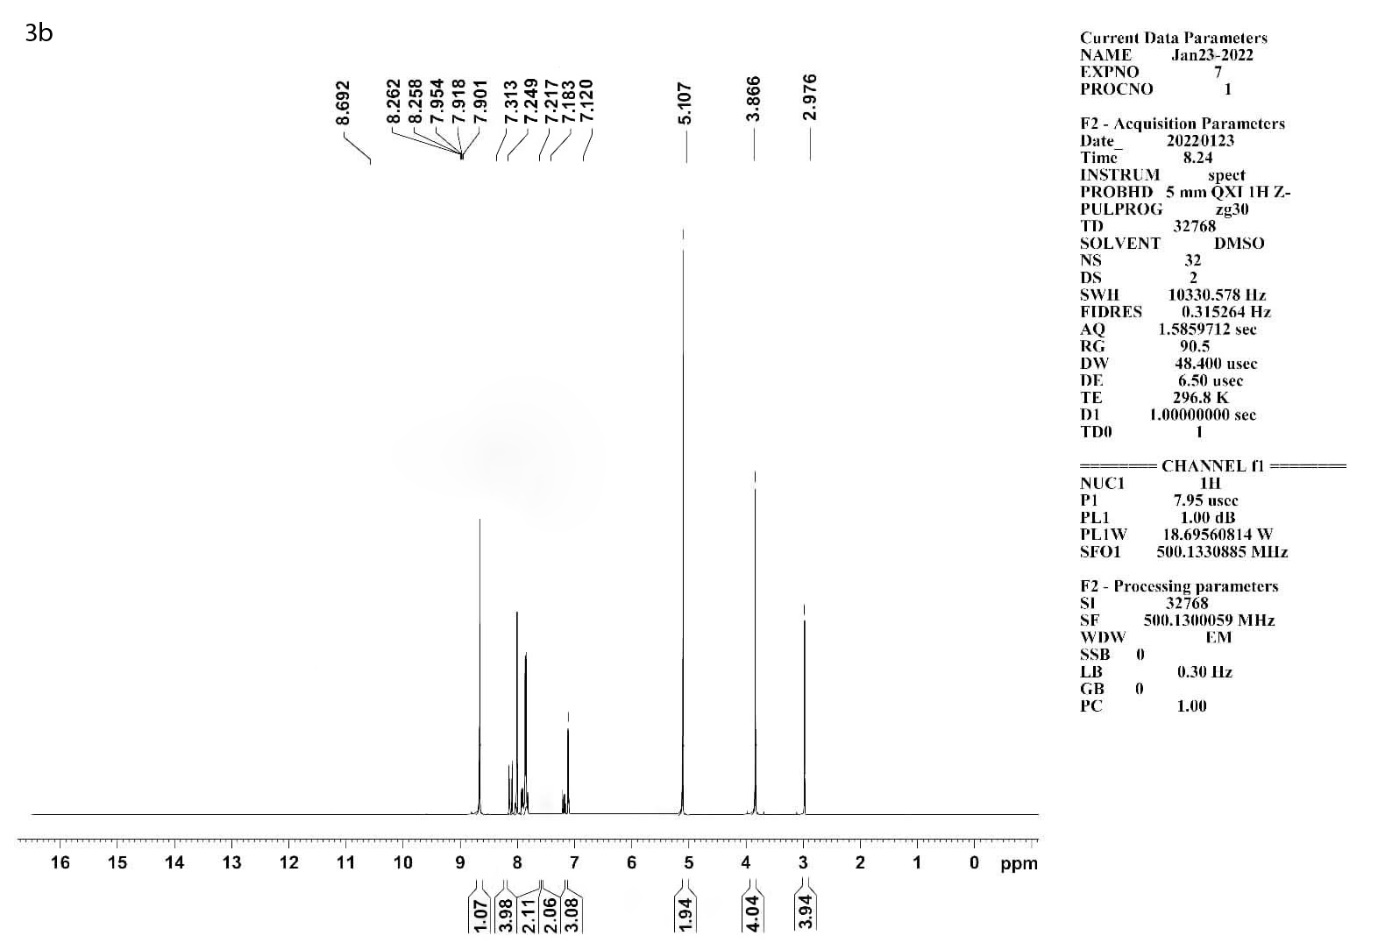 3b
8.692
8.262
8.258
7.954
7.918
7.901
7.313
7.249
7.217
7.183
7.120
5.107
3.866
2.976
16 15 14 13 12 11 10 9 8 7 6 5 4 3 2 1 0 ppm
1.07
3.98
2.11
2.06
3.08
1.94
4.04
3.94
Current Data Parameters
NAME Jan23-2022
EXPNO 7
PROCNO 1
F2 - Acquisition Parameters
Date_ 20220123
Time 8.24
INSTRUM spect
PROBHD 5 mm QXI 1H Z-
PULPROG zg30
TD 32768
SOLVENT DMSO
NS 32
DS 2
SWH 10330.578 Hz
FIDRES 0.315264 Hz
AQ 1.5859712 sec
RG 90.5
DW 48.400 usec
DE 6.50 usec
TE 296.8 K
D1 1.00000000 sec
TD0 1
======== CHANNEL f1 ========
NUC1 1H
P1 7.95 usec
PL1 1.00 dB
PL1W 18.69560814 W
SFO1 500.1330885 MHz
F2 - Processing parameters
SI 32768
SF 500.1300059 MHz
WDW EM
SSB 0
LB 0.30 Hz
GB 0
PC 1.00